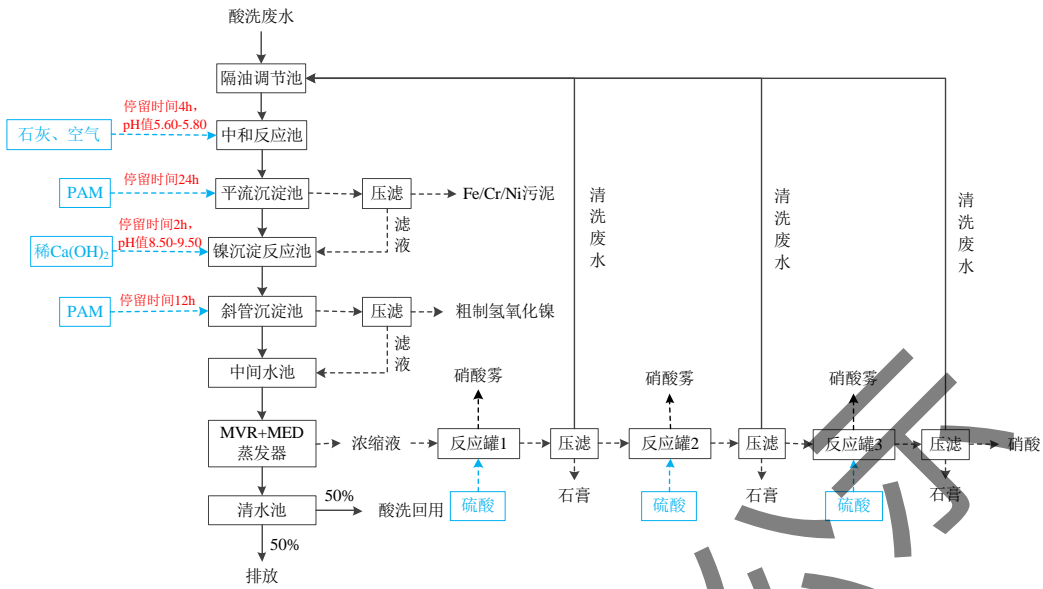 酸洗废水
隔油调节池
停留时间4h，
pH值5.60-5.80
石灰、空气
中和反应池
PAM
停留时间24h
平流沉淀池
压滤
Fe/Cr/Ni污泥
停留时间2h，
pH值8.50-9.50
稀Ca(OH)₂
镍沉淀反应池
滤液
PAM
停留时间12h
斜管沉淀池
压滤
粗制氢氧化镍
滤液
中间水池
清洗废水
清洗废水
清洗废水
硝酸雾
硝酸雾
硝酸雾
MVR+MED
蒸发器
浓缩液
反应罐1
压滤
反应罐2
压滤
反应罐3
压滤
硝酸
石膏
石膏
石膏
清水池
50%
酸洗回用
硫酸
硫酸
硫酸
50%
排放